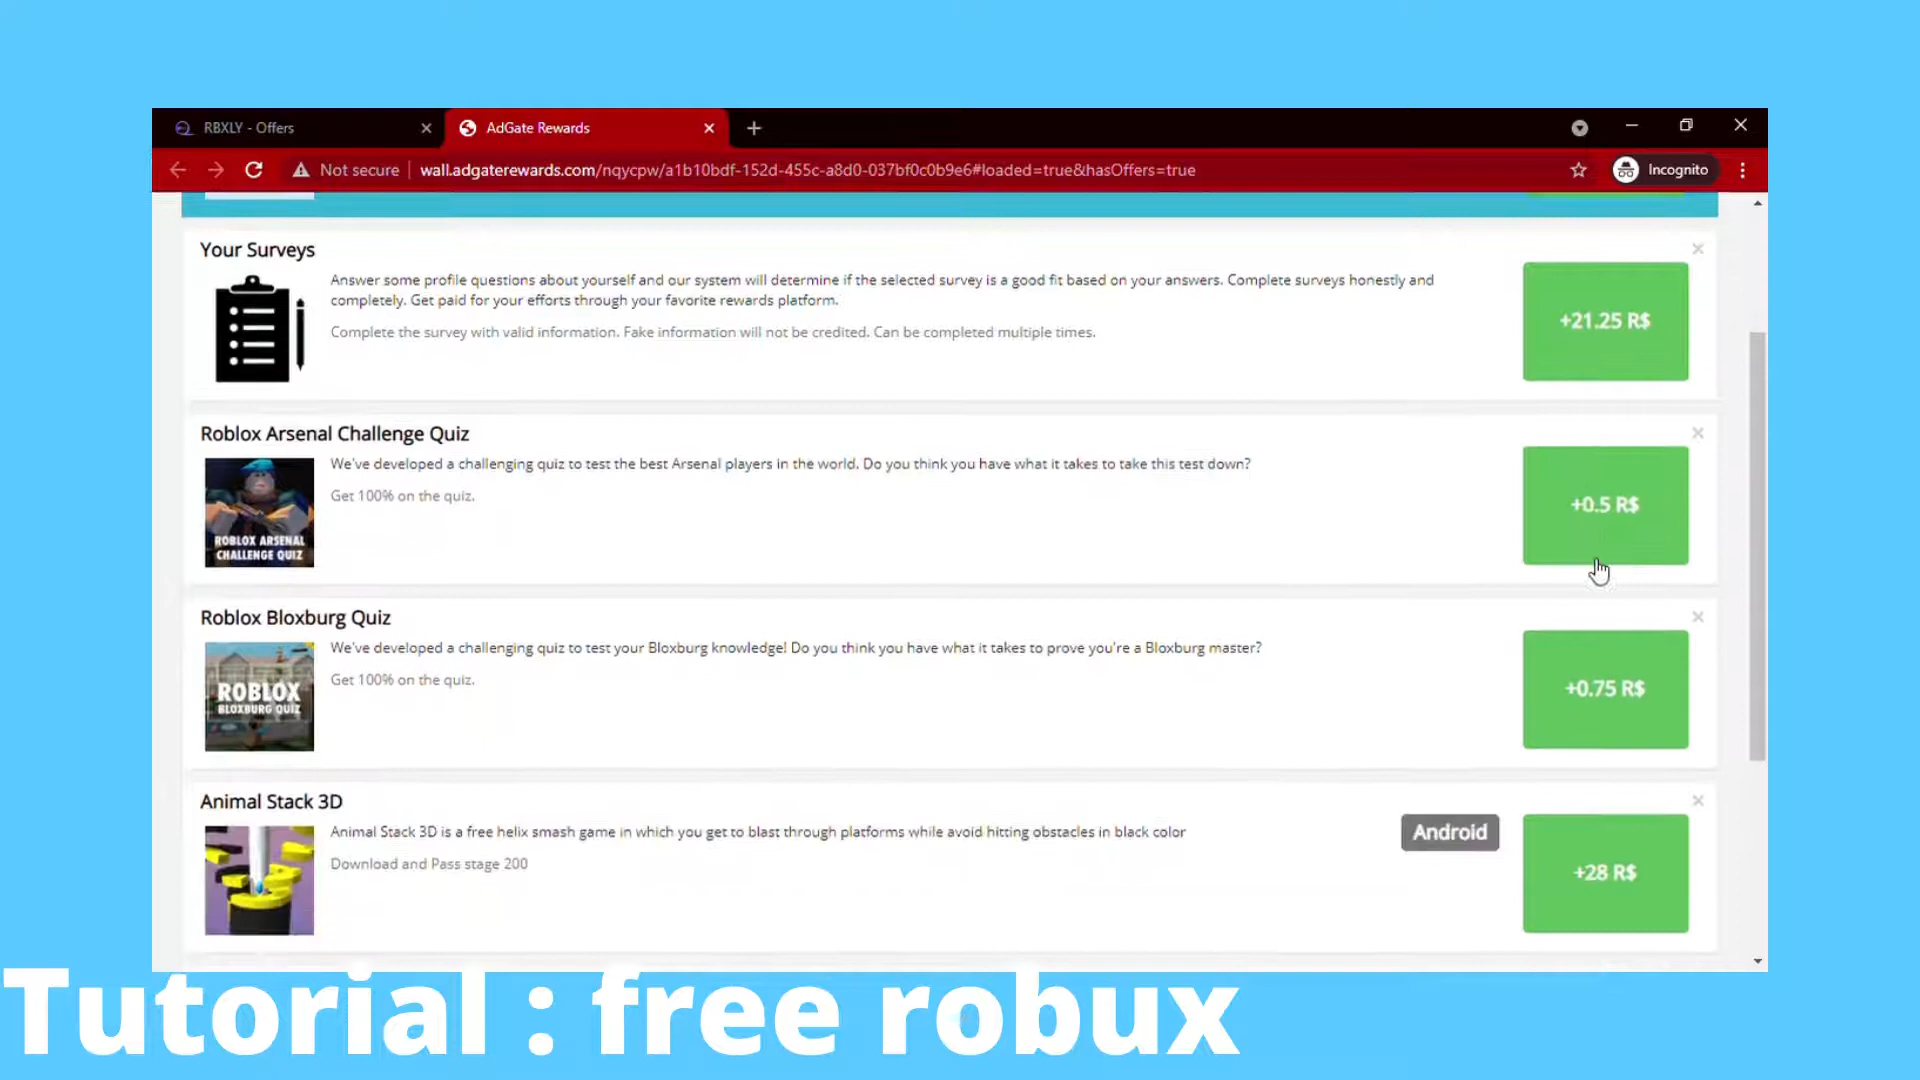 RBXLY - Offers
AdGate Rewards
Not secure
wall.adgaterewards.com/nqycpw/a1b10bdf-152d-455c-a8d0-037bf0c0b9e6#loaded=true&hasOffers=true
Incognito
Your Surveys
Answer some profile questions about yourself and our system will determine if the selected survey is a good fit based on your answers. Complete surveys honestly and
completely. Get paid for your efforts through your favorite rewards platform.
Complete the survey with valid information. Fake information will not be credited. Can be completed multiple times.
+21.25 R$
Roblox Arsenal Challenge Quiz
We've developed a challenging quiz to test the best Arsenal players in the world. Do you think you have what it takes to take this test down?
Get 100% on the quiz.
ROBLOX ARSENAL
CHALLENGE QUIZ
+0.5 R$
Roblox Bloxburg Quiz
We've developed a challenging quiz to test your Bloxburg knowledge! Do you think you have what it takes to prove you're a Bloxburg master?
Get 100% on the quiz.
ROBLOX
BLOXBURG QUIZ
+0.75 R$
Animal Stack 3D
Animal Stack 3D is a free helix smash game in which you get to blast through platforms while avoid hitting obstacles in black color
Download and Pass stage 200
Android
+28 R$
Tutorial : free robux